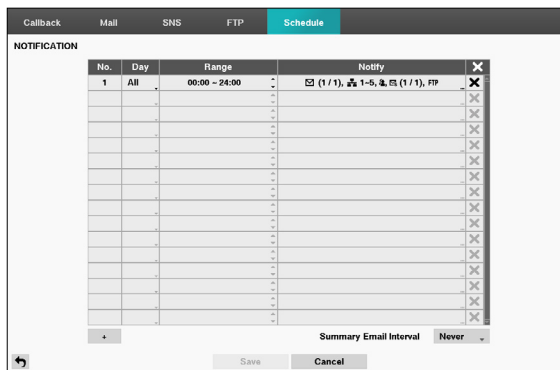 Callback Mail SNS FTP Schedule
NOTIFICATION
No. Day Range Notify
1 All 00:00 ~ 24:00 (1 / 1), 1~5, (1 / 1), FTP
+ Summary Email Interval Never
Save Cancel